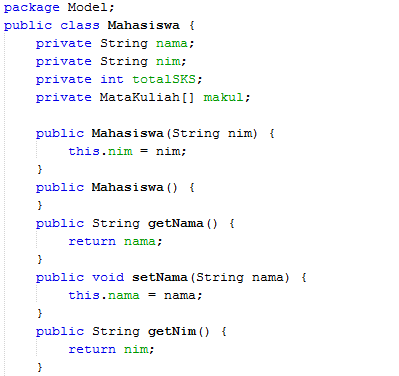 package Model;
public class Mahasiswa {
    private String nama;
    private String nim;
    private int totalSKS;
    private MataKuliah[] makul;

    public Mahasiswa(String nim) {
        this.nim = nim;
    }
    public Mahasiswa() {
    }
    public String getNama() {
        return nama;
    }
    public void setNama(String nama) {
        this.nama = nama;
    }
    public String getNim() {
        return nim;
    }